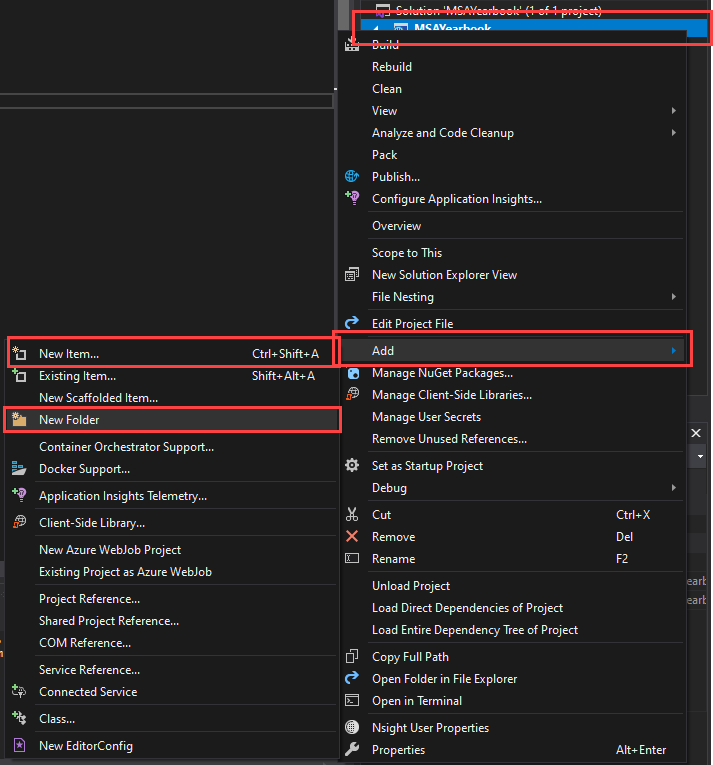 Solution 'MSAYearbook' (1 of 1 project)
MSAYearbook
Build
Rebuild
Clean
View
Analyze and Code Cleanup
Pack
Publish...
Configure Application Insights...
Overview
Scope to This
New Solution Explorer View
File Nesting
Edit Project File
Add
Manage NuGet Packages...
Manage Client-Side Libraries...
Manage User Secrets
Remove Unused References...
Set as Startup Project
Debug
Cut Ctrl+X
Remove Del
Rename F2
Unload Project
Load Direct Dependencies of Project
Load Entire Dependency Tree of Project
Copy Full Path
Open Folder in File Explorer
Open in Terminal
Nsight User Properties
Properties Alt+Enter
New Item... Ctrl+Shift+A
Existing Item... Shift+Alt+A
New Scaffolded Item...
New Folder
Container Orchestrator Support...
Docker Support...
Application Insights Telemetry...
Client-Side Library...
New Azure WebJob Project
Existing Project as Azure WebJob
Project Reference...
Shared Project Reference...
COM Reference...
Service Reference...
Connected Service
Class...
New EditorConfig
earb
earb